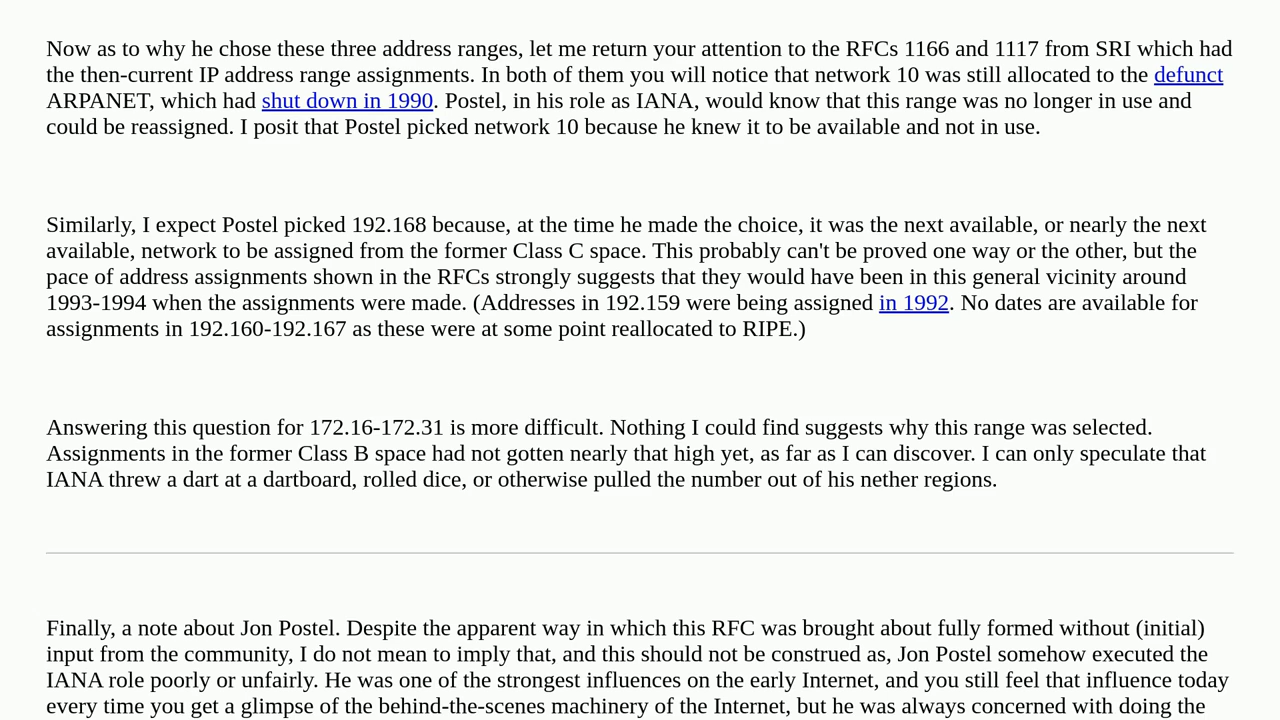 Now as to why he chose these three address ranges, let me return your attention to the RFCs 1166 and 1117 from SRI which had
the then-current IP address range assignments. In both of them you will notice that network 10 was still allocated to the defunct
ARPANET, which had shut down in 1990. Postel, in his role as IANA, would know that this range was no longer in use and
could be reassigned. I posit that Postel picked network 10 because he knew it to be available and not in use.
Similarly, I expect Postel picked 192.168 because, at the time he made the choice, it was the next available, or nearly the next
available, network to be assigned from the former Class C space. This probably can't be proved one way or the other, but the
pace of address assignments shown in the RFCs strongly suggests that they would have been in this general vicinity around
1993-1994 when the assignments were made. (Addresses in 192.159 were being assigned in 1992. No dates are available for
assignments in 192.160-192.167 as these were at some point reallocated to RIPE.)
Answering this question for 172.16-172.31 is more difficult. Nothing I could find suggests why this range was selected.
Assignments in the former Class B space had not gotten nearly that high yet, as far as I can discover. I can only speculate that
IANA threw a dart at a dartboard, rolled dice, or otherwise pulled the number out of his nether regions.
Finally, a note about Jon Postel. Despite the apparent way in which this RFC was brought about fully formed without (initial)
input from the community, I do not mean to imply that, and this should not be construed as, Jon Postel somehow executed the
IANA role poorly or unfairly. He was one of the strongest influences on the early Internet, and you still feel that influence today
every time you get a glimpse of the behind-the-scenes machinery of the Internet, but he was always concerned with doing the